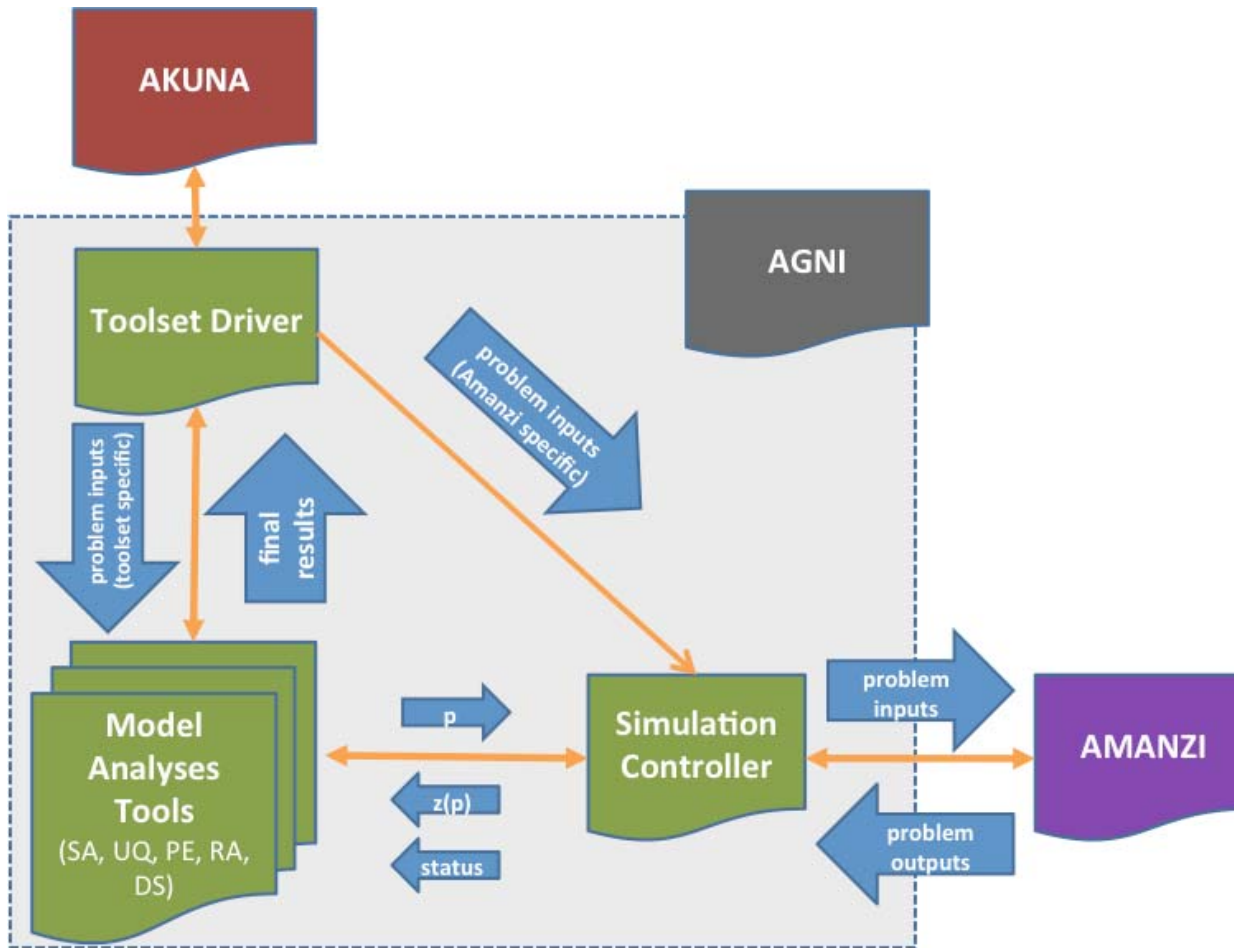 AKUNA
AGNI
Toolset Driver
problem inputs
(Amanzi specific)
problem inputs
(toolset specific)
final
results
Model
Analyses
Tools
(SA, UQ, PE, RA,
DS)
p
z(p)
status
Simulation
Controller
problem
inputs
problem
outputs
AMANZI